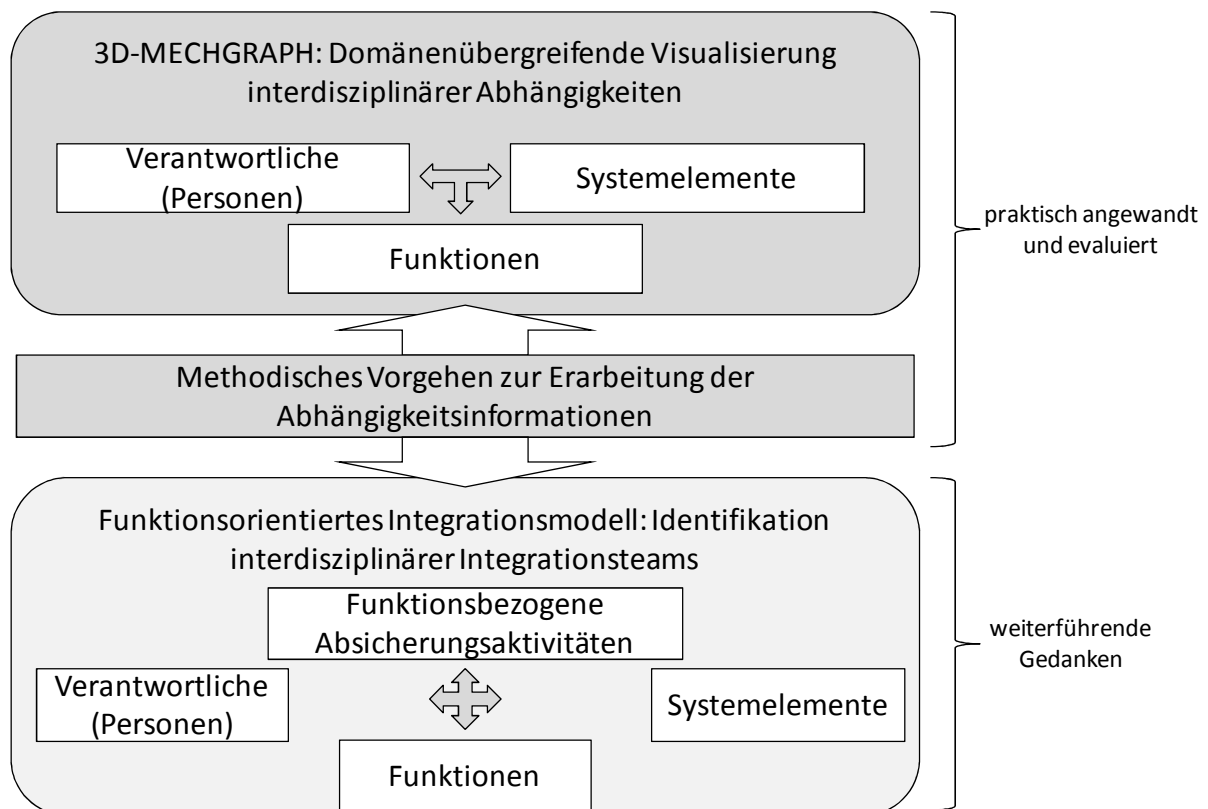 3D-MECHGRAPH: Domänenübergreifende Visualisierung
interdisziplinärer Abhängigkeiten
Verantwortliche
(Personen)
Systemelemente
Funktionen
praktisch angewandt
und evaluiert
Methodisches Vorgehen zur Erarbeitung der
Abhängigkeitsinformationen
Funktionsorientiertes Integrationsmodell: Identifikation
interdisziplinärer Integrationsteams
Funktionsbezogene
Absicherungsaktivitäten
Verantwortliche
(Personen)
Systemelemente
Funktionen
weiterführende
Gedanken